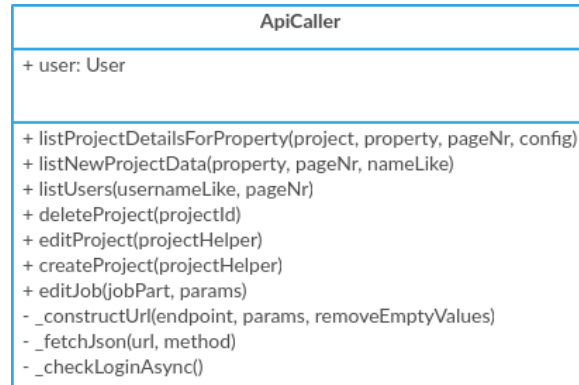 ApiCaller
+ user: User
+ listProjectDetailsForProperty(project, property, pageNr, config)
+ listNewProjectData(property, pageNr, nameLike)
+ listUsers(usernameLike, pageNr)
+ deleteProject(projectId)
+ editProject(projectHelper)
+ createProject(projectHelper)
+ editJob(jobPart, params)
- _constructUrl(endpoint, params, removeEmptyValues)
- _fetchJson(url, method)
- _checkLoginAsync()